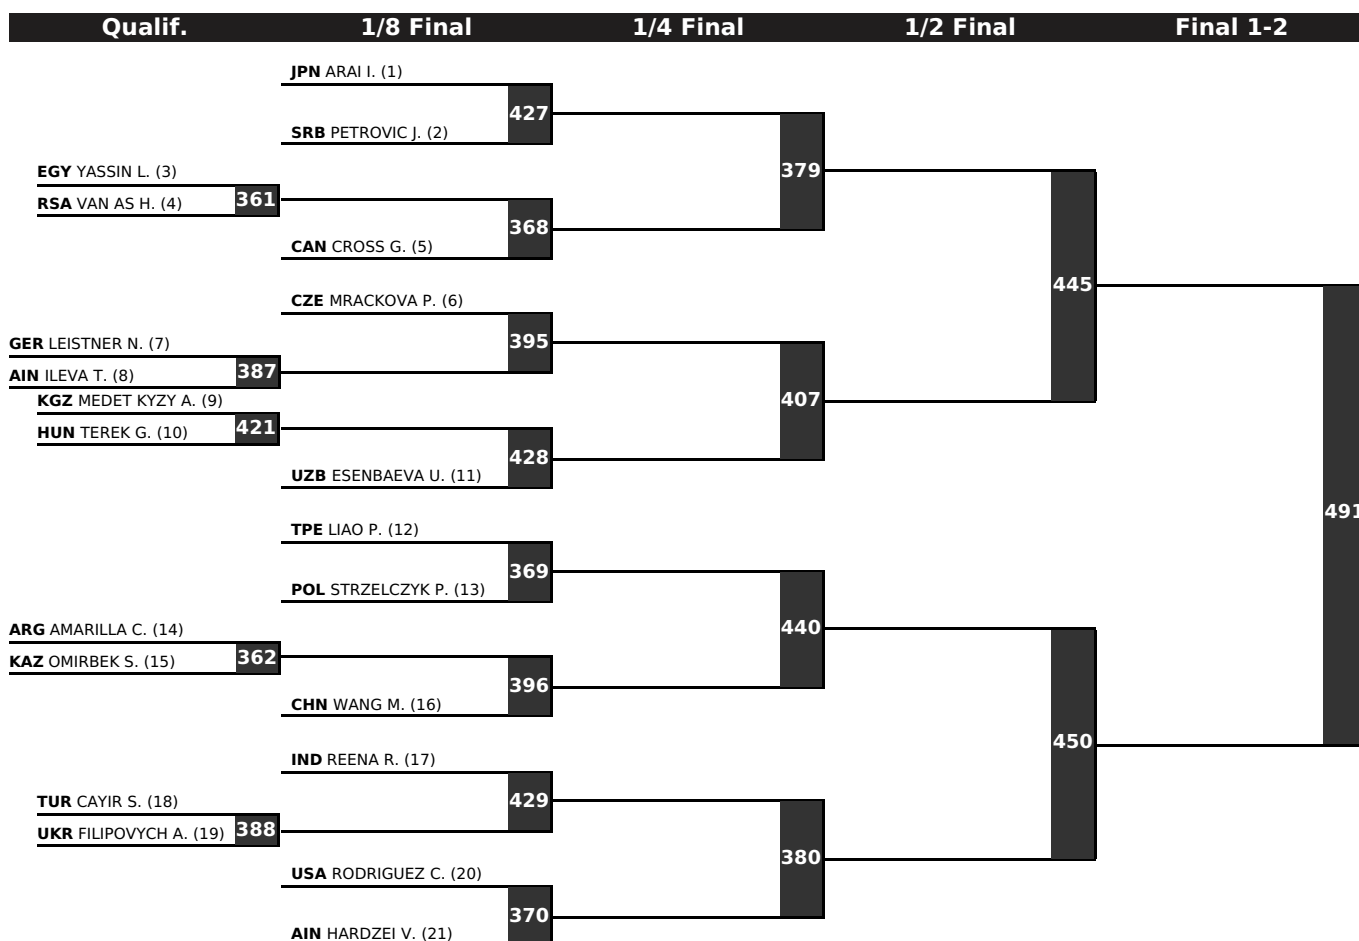 Qualif. 1/8 Final 1/4 Final 1/2 Final Final 1-2
JPN ARAI I. (1)
427
SRB PETROVIC J. (2)
EGY YASSIN L. (3)
379
361
RSA VAN AS H. (4)
368
CAN CROSS G. (5)
445
CZE MRACKOVA P. (6)
395
GER LEISTNER N. (7)
387
AIN ILEVA T. (8)
KGZ MEDET KYZY A. (9)
407
421
HUN TEREK G. (10)
428
UZB ESENBAEVA U. (11)
491
TPE LIAO P. (12)
369
POL STRZELCZYK P. (13)
ARG AMARILLA C. (14)
440
362
KAZ OMIRBEK S. (15)
396
CHN WANG M. (16)
450
IND REENA R. (17)
429
TUR CAYIR S. (18)
388
UKR FILIPOVYCH A. (19)
380
USA RODRIGUEZ C. (20)
370
AIN HARDZEI V. (21)